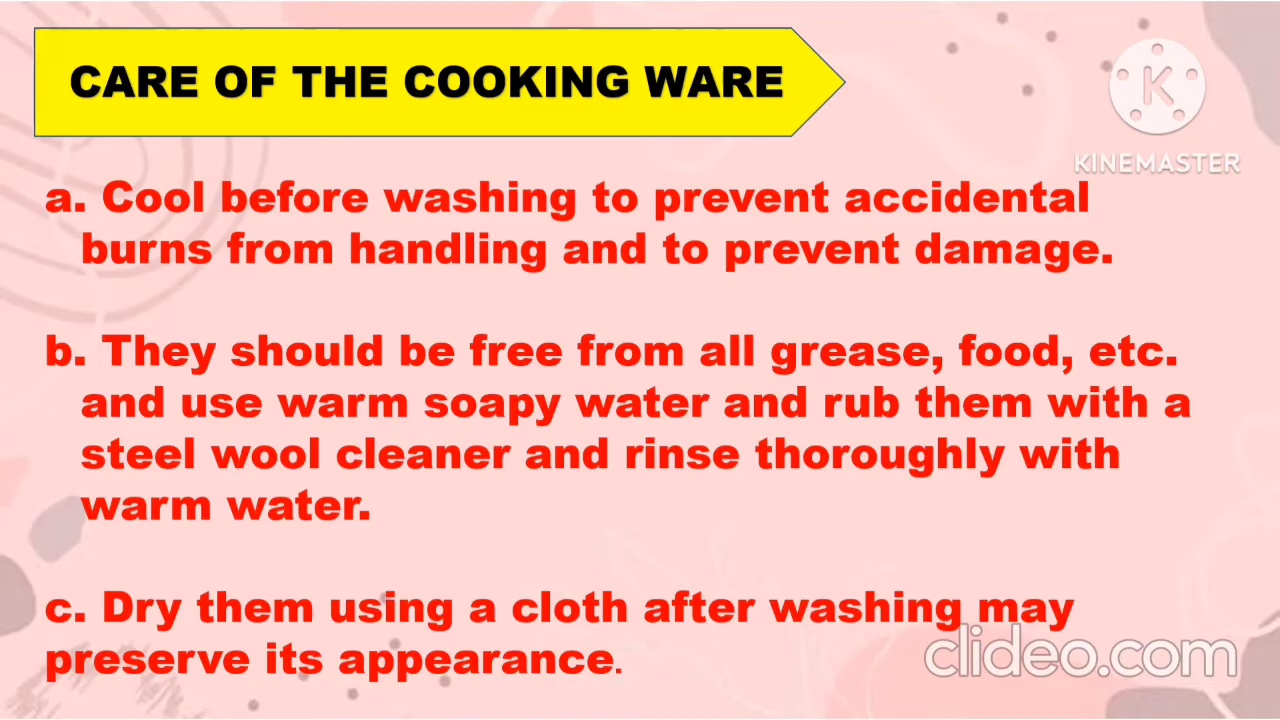 CARE OF THE COOKING WARE
K
KINEMASTER
a. Cool before washing to prevent accidental
burns from handling and to prevent damage.
b. They should be free from all grease, food, etc.
and use warm soapy water and rub them with a
steel wool cleaner and rinse thoroughly with
warm water.
c. Dry them using a cloth after washing may
preserve its appearance.
clideo.com